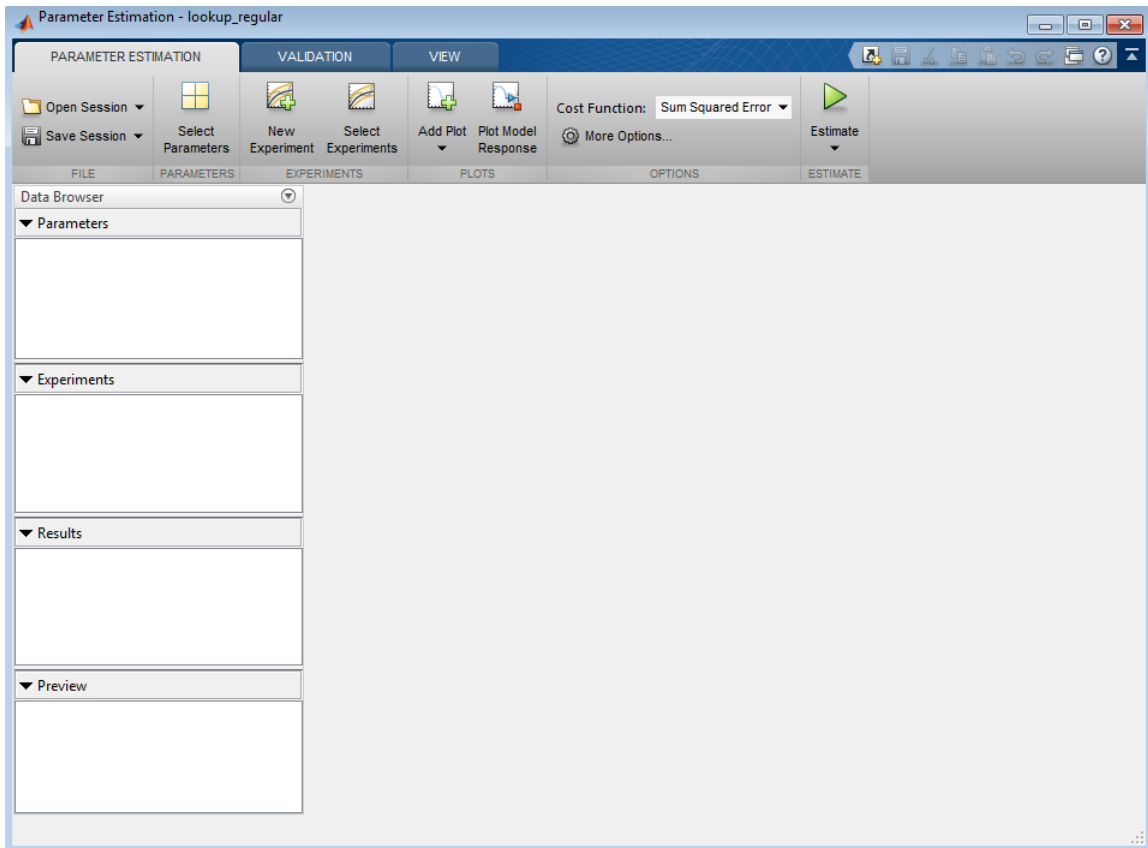 Parameter Estimation - lookup_regular
PARAMETER ESTIMATION VALIDATION VIEW
Open Session
Save Session
Select
Parameters
New
Experiment
Select
Experiments
Add Plot
Plot Model
Response
Cost Function: Sum Squared Error
More Options...
Estimate
FILE PARAMETERS EXPERIMENTS PLOTS OPTIONS ESTIMATE
Data Browser
Parameters
Experiments
Results
Preview